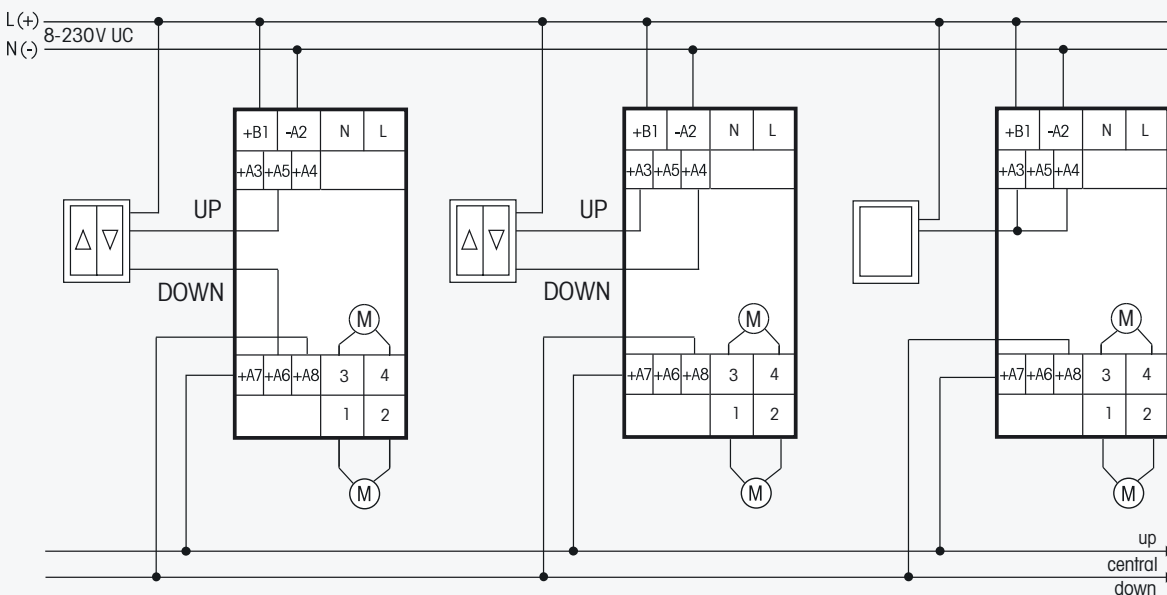 L(+)
8-230V UC
N(-)
+B1 -A2 N L
+A3 +A5 +A4
UP
DOWN
M
+A7 +A6 +A8 3 4
1 2
M
+B1 -A2 N L
+A3 +A5 +A4
UP
DOWN
M
+A7 +A6 +A8 3 4
1 2
M
+B1 -A2 N L
+A3 +A5 +A4
M
+A7 +A6 +A8 3 4
1 2
M
up
central
down